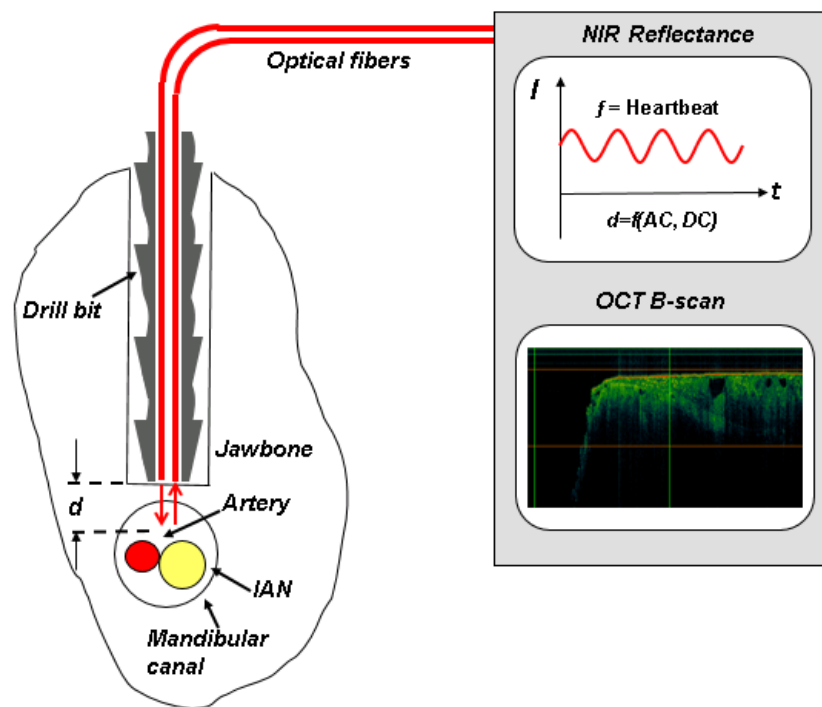 Optical fibers
NIR Reflectance
I
f = Heartbeat
t
d=f(AC, DC)
OCT B-scan
Drill bit
Jawbone
d
Artery
IAN
Mandibular
canal